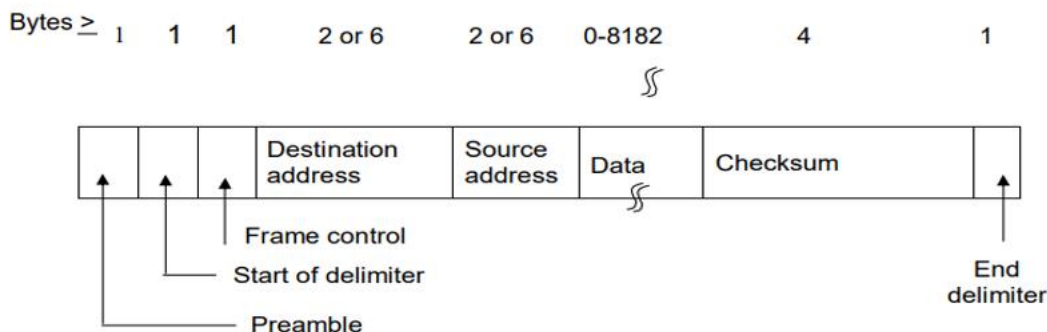 Bytes ≥ 1 1 1 2 or 6 2 or 6 0-8182 4 1
Destination address
Source address
Data
Checksum
Frame control
Start of delimiter
Preamble
End
delimiter